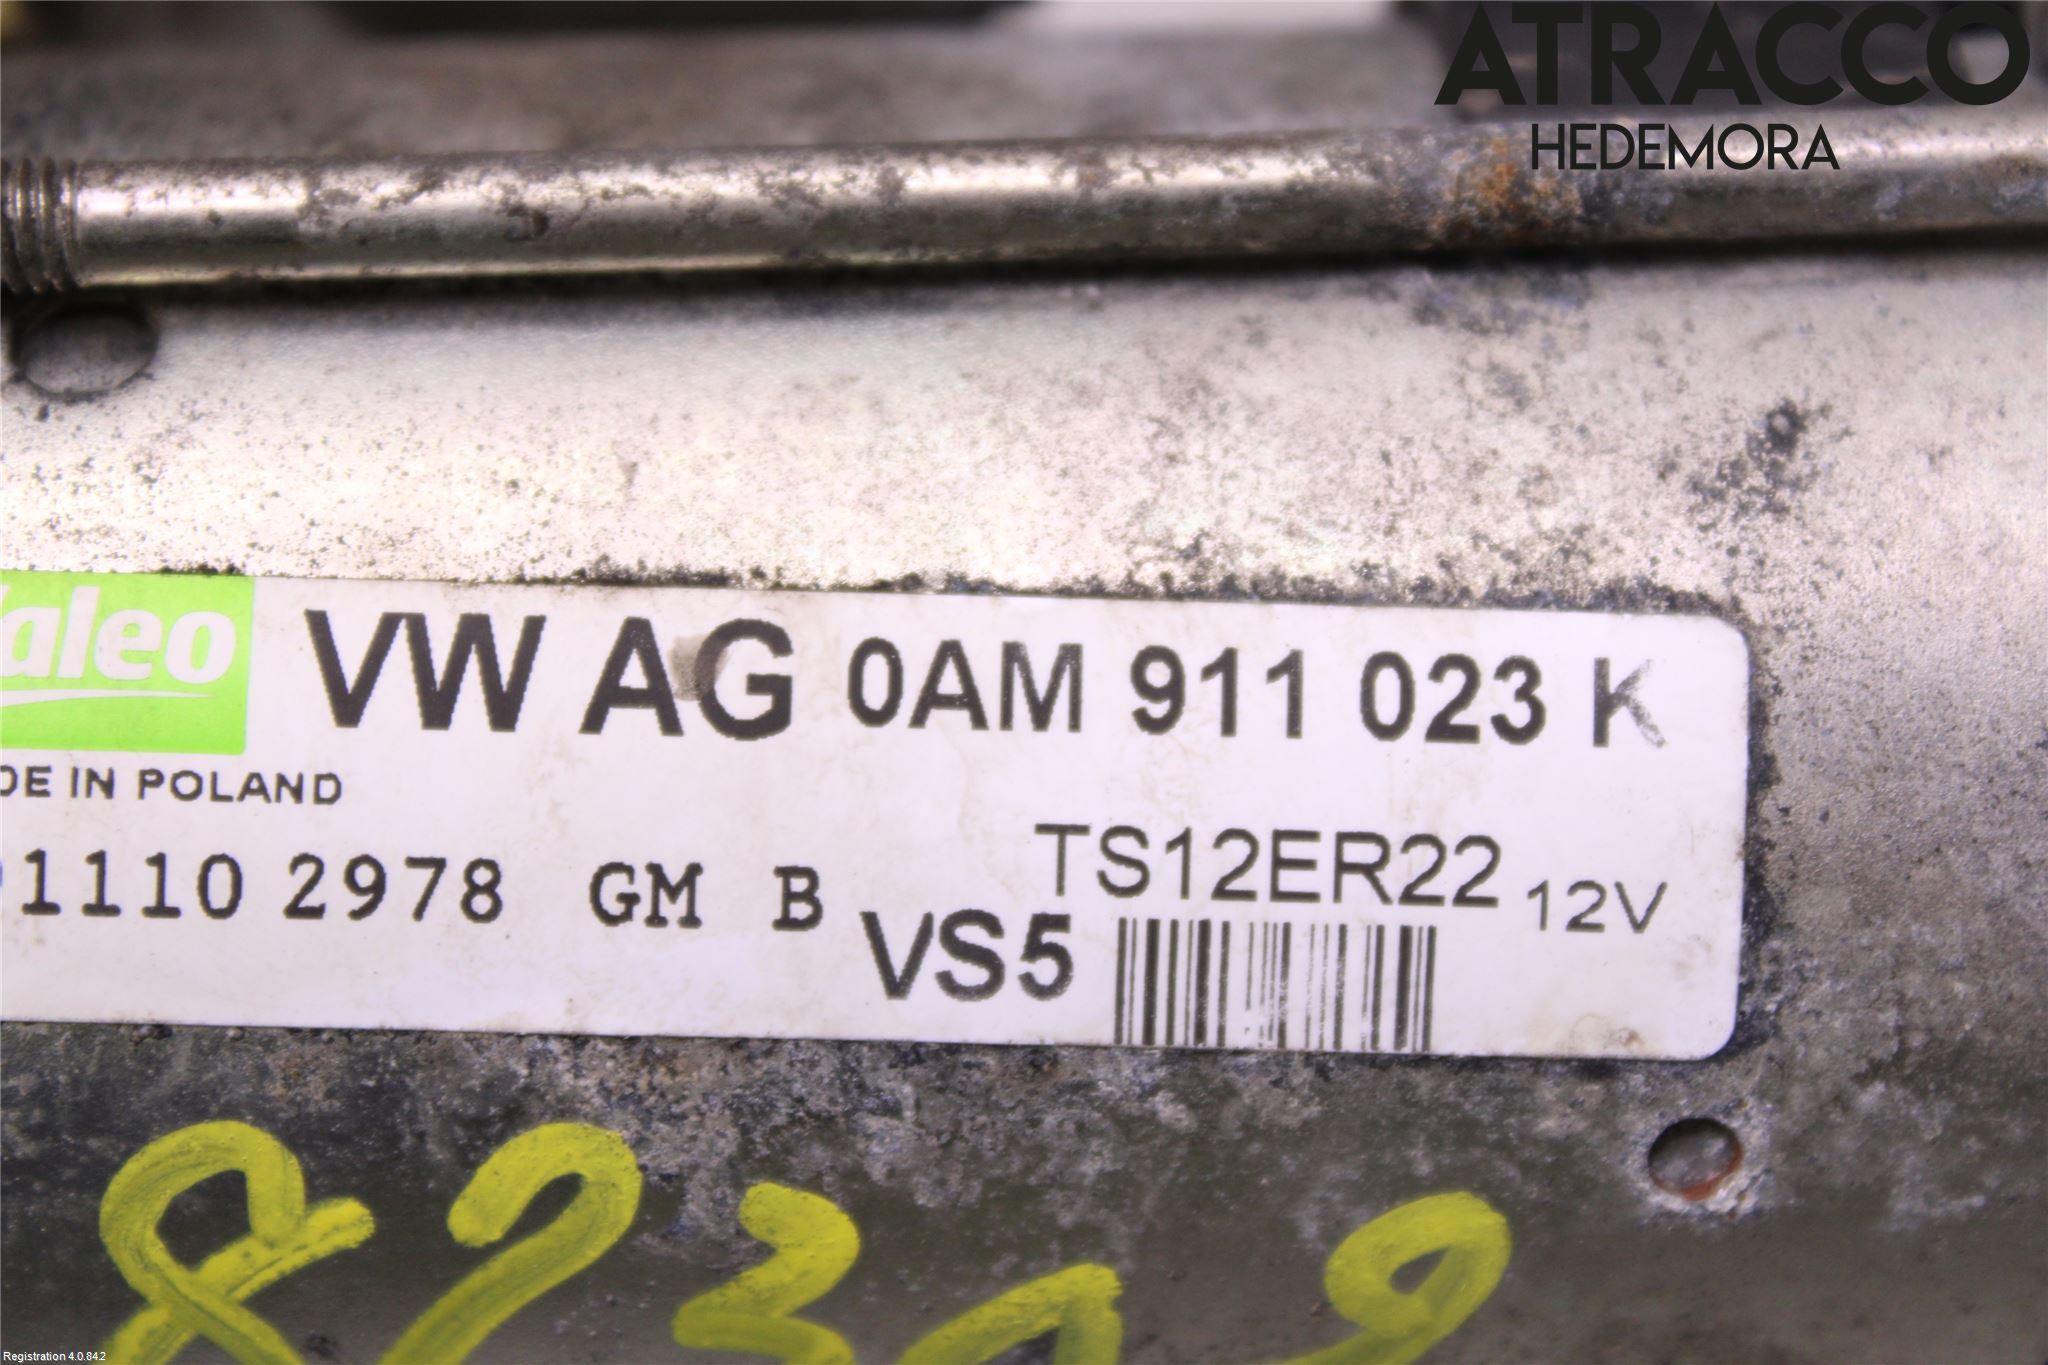 ATRACCO
HEDEMORA
Valeo VW AG 0AM 911 023 K
DE IN POLAND
TS12ER22 12V
1110 2978 GM B
VS5
Registration 4.0.84.2